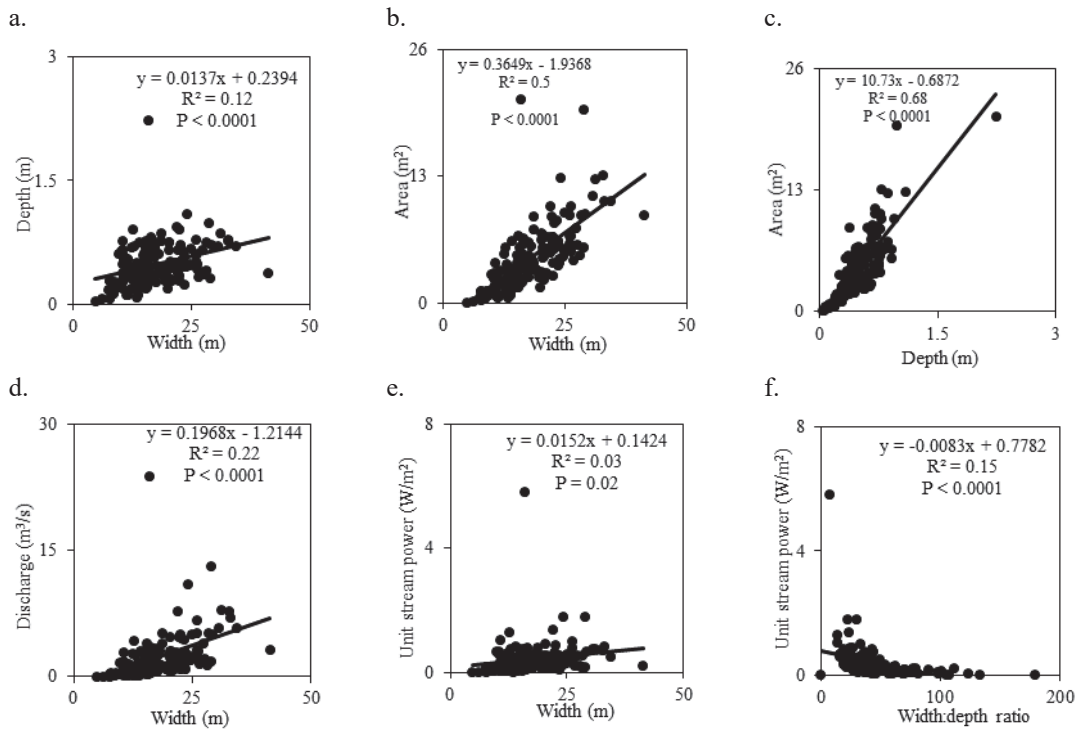 a.
3
y = 0.0137x + 0.2394
R² = 0.12
P < 0.0001
Depth (m)
1.5
0
0
25
50
Width (m)
b.
26
y = 0.3649x - 1.9368
R² = 0.5
P < 0.0001
Area (m²)
13
0
0
25
50
Width (m)
c.
26
y = 10.73x - 0.6872
R² = 0.68
P < 0.0001
Area (m²)
13
0
0
1.5
3
Depth (m)
d.
30
y = 0.1968x - 1.2144
R² = 0.22
P < 0.0001
Discharge (m³/s)
15
0
0
25
50
Width (m)
e.
8
y = 0.0152x + 0.1424
R² = 0.03
P = 0.02
Unit stream power (W/m²)
4
0
0
25
50
Width (m)
f.
8
y = -0.0083x + 0.7782
R² = 0.15
P < 0.0001
Unit stream power (W/m²)
4
0
0
100
200
Width:depth ratio